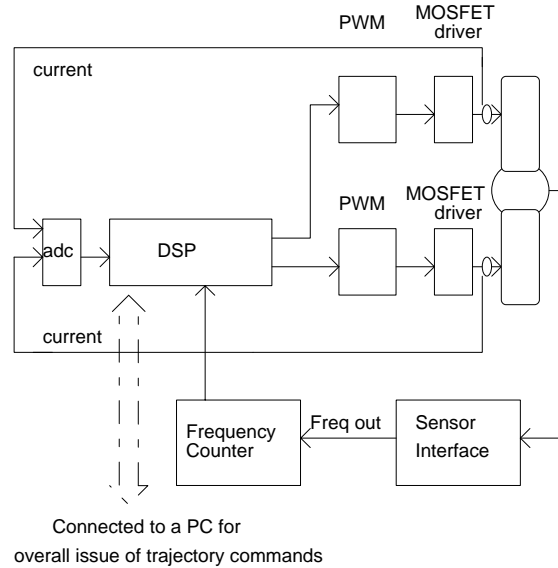 PWM
MOSFET
driver
current
PWM
MOSFET
driver
adc
DSP
current
Frequency
Counter
Freq out
Sensor
Interface
Connected to a PC for
overall issue of trajectory commands